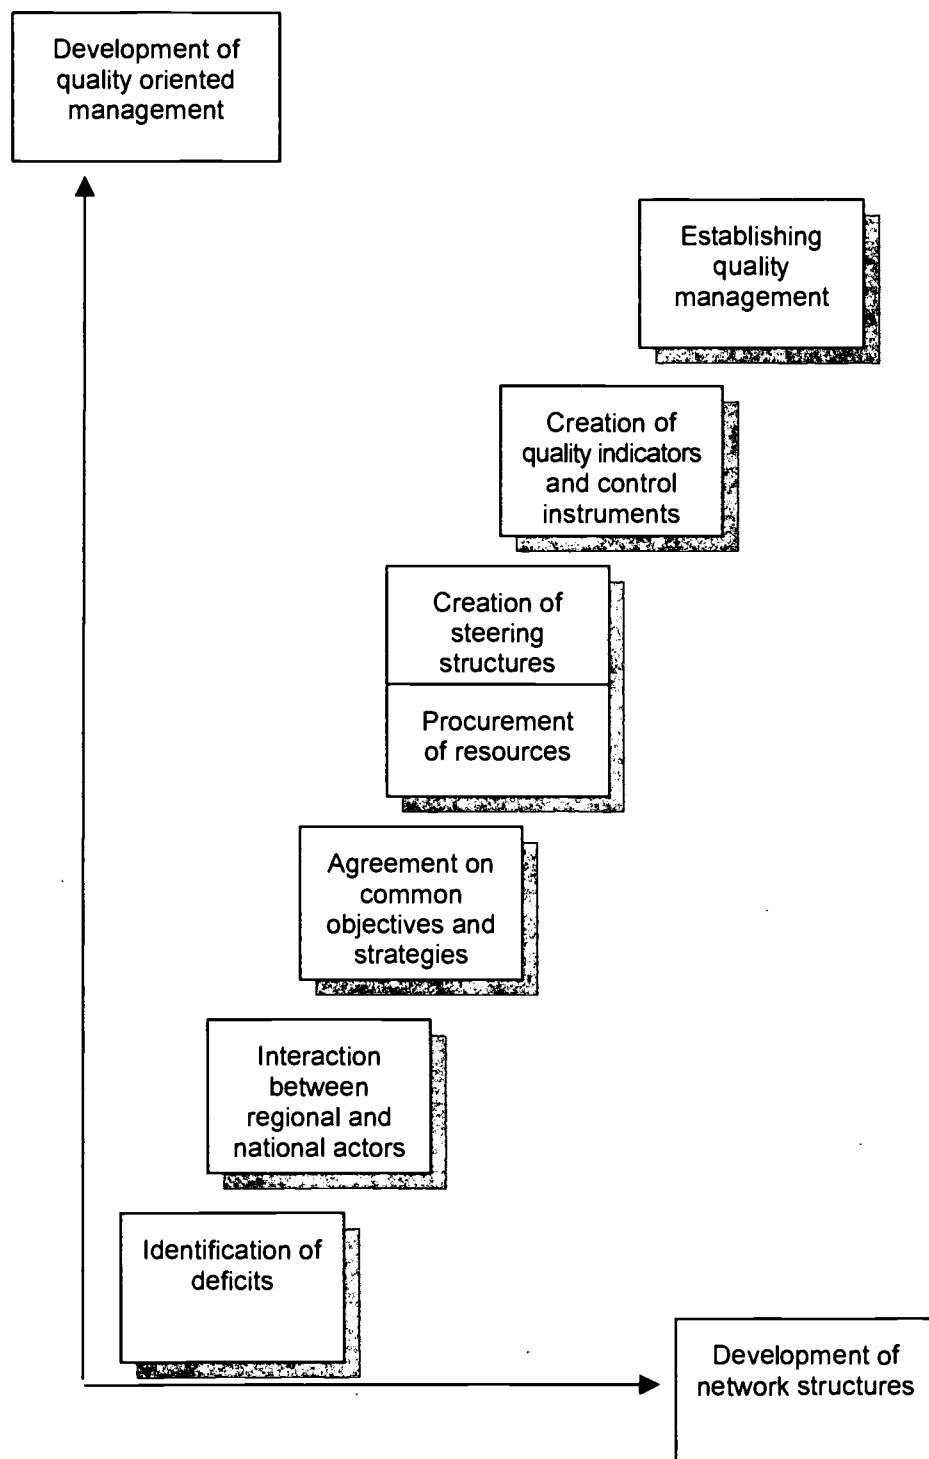 Development of
quality oriented
management
Establishing
quality
management
Creation of
quality indicators
and control
instruments
Creation of
steering
structures
Procurement
of resources
Agreement on
common
objectives and
strategies
Interaction
between
regional and
national actors
Identification of
deficits
Development of
network structures